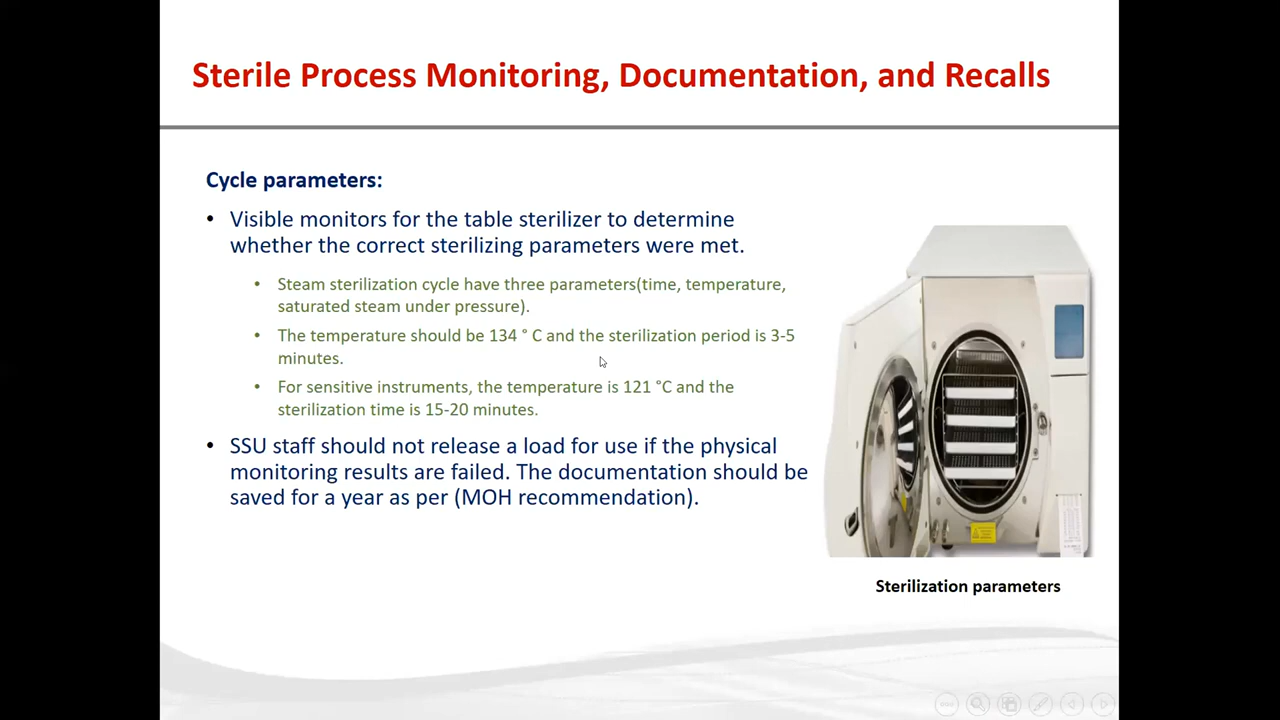 Sterile Process Monitoring, Documentation, and Recalls
Cycle parameters:
• Visible monitors for the table sterilizer to determine
whether the correct sterilizing parameters were met.
• Steam sterilization cycle have three parameters(time, temperature,
saturated steam under pressure).
• The temperature should be 134 ° C and the sterilization period is 3-5
minutes.
• For sensitive instruments, the temperature is 121 °C and the
sterilization time is 15-20 minutes.
• SSU staff should not release a load for use if the physical
monitoring results are failed. The documentation should be
saved for a year as per (MOH recommendation).
Sterilization parameters